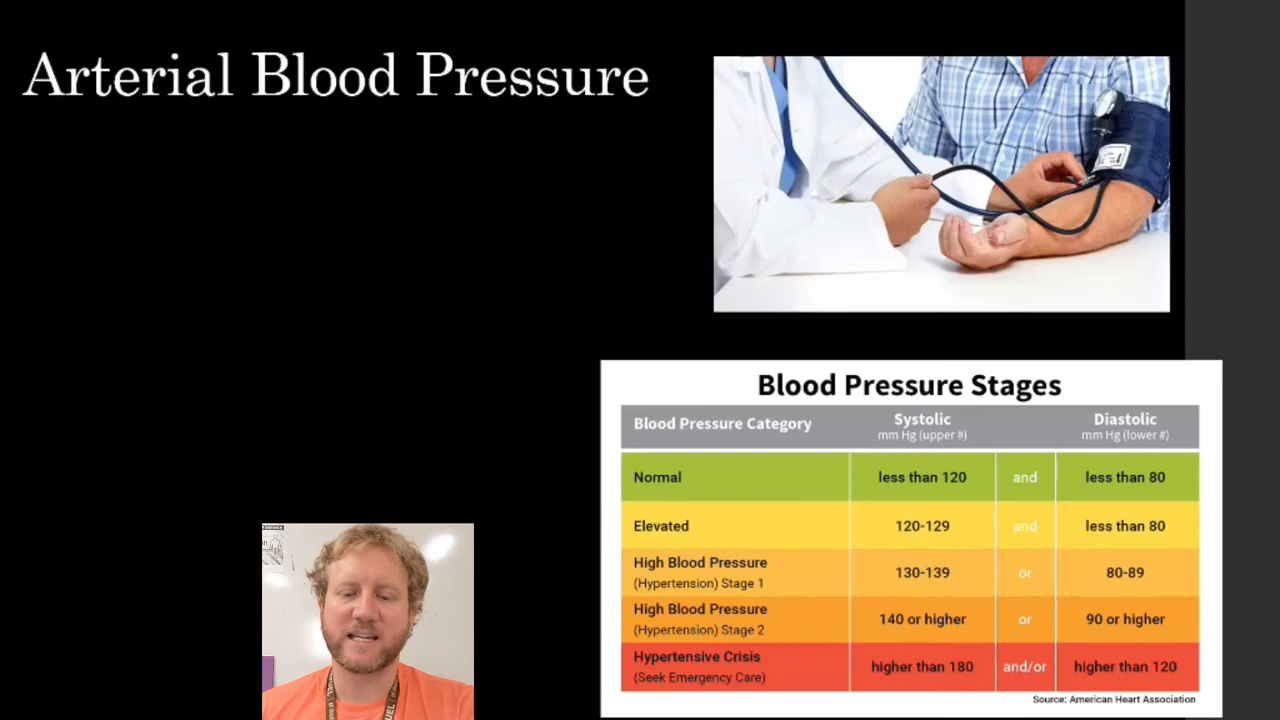 Arterial Blood Pressure
Blood Pressure Stages
Blood Pressure Category
Systolic
mm Hg (upper #)
Diastolic
mm Hg (lower #)
Normal
less than 120
and
less than 80
Elevated
120-129
and
less than 80
High Blood Pressure
(Hypertension) Stage 1
130-139
or
80-89
High Blood Pressure
(Hypertension) Stage 2
140 or higher
or
90 or higher
Hypertensive Crisis
(Seek Emergency Care)
higher than 180
and/or
higher than 120
Source: American Heart Association